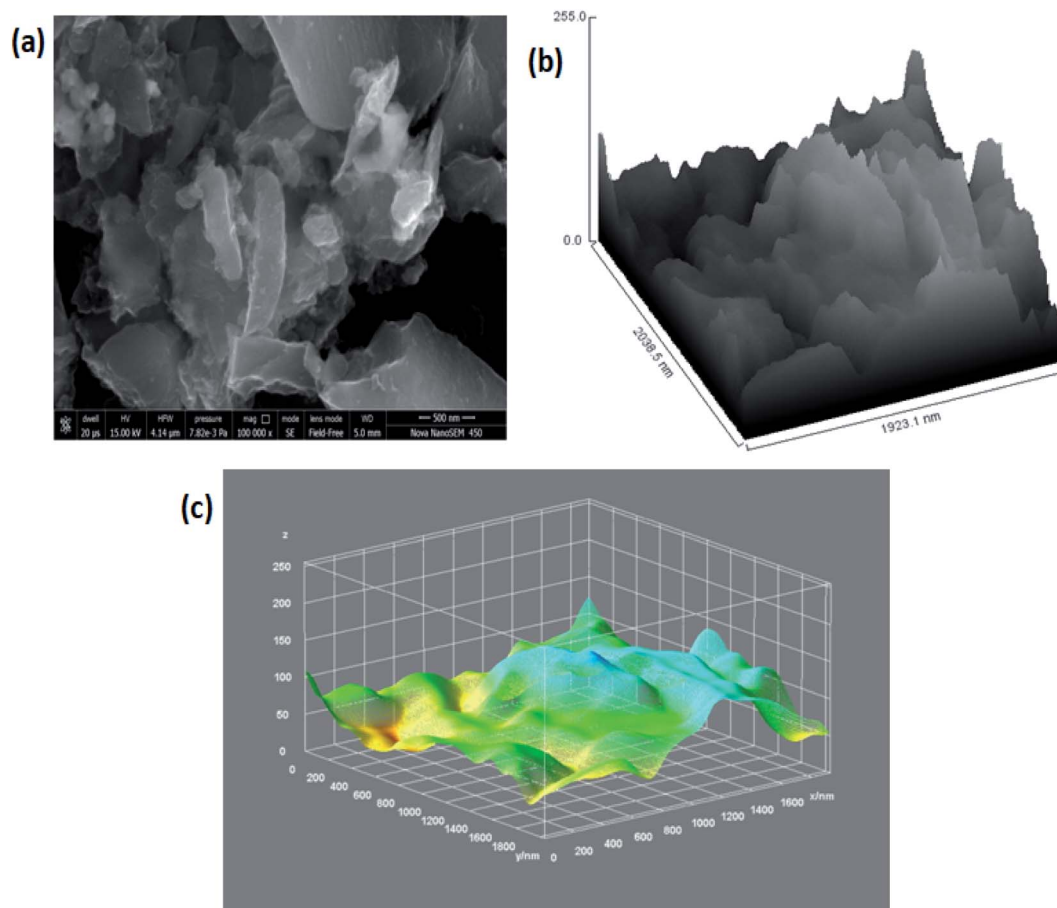 (a)
dwell HV HFW pressure mag mode lens mode WD 500 nm
20 µs 15.00 kV 4.14 µm 7.82e-3 Pa 100 000 x SE Field-Free 5.0 mm Nova NanoSEM 450
(b)
255.0
0.0
2038.5 nm
1923.1 nm
(c)
z
250
200
150
100
50
0
0
200
400
600
800
1000
1200
1400
1600
1800
y/nm
0
200
400
600
800
1000
1200
1400
1600
x/nm